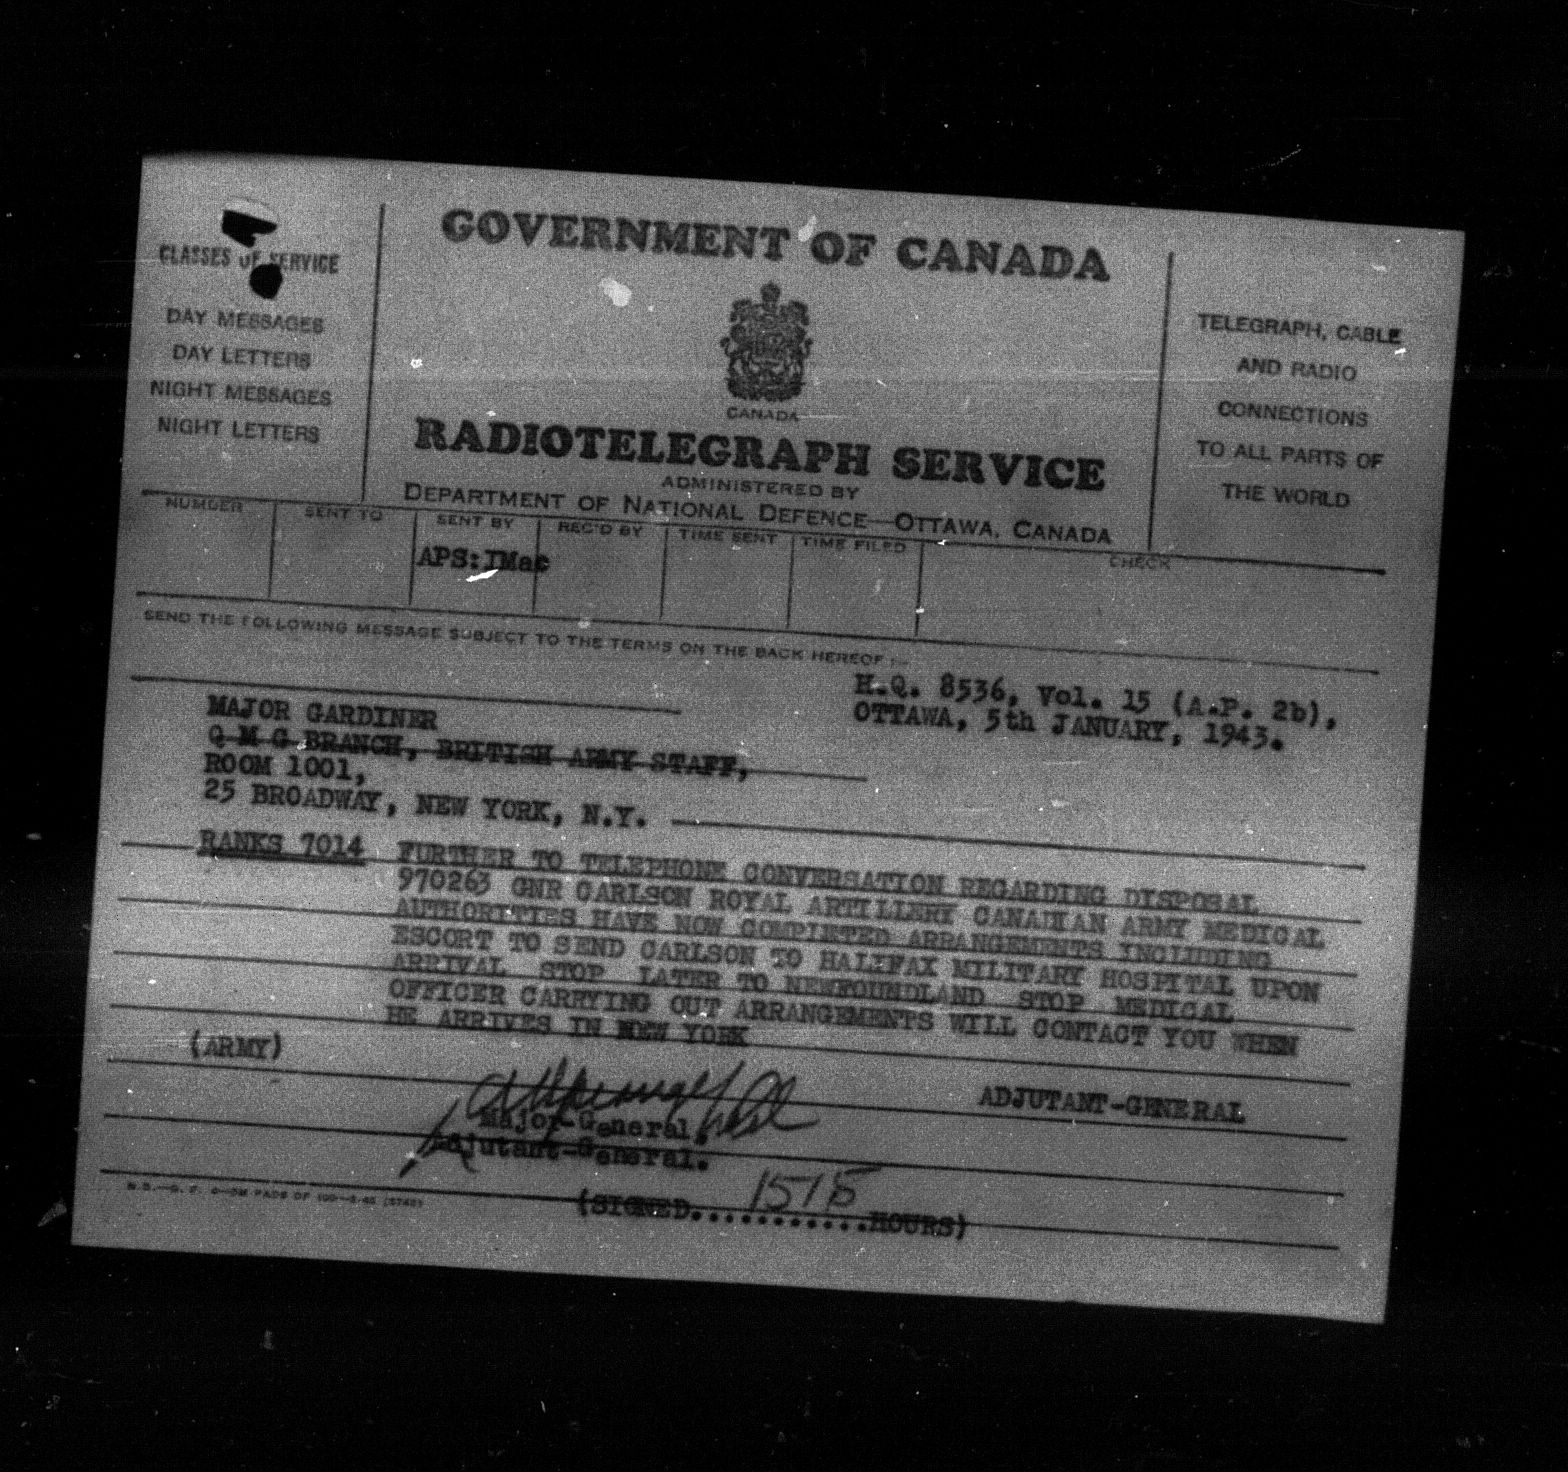 GOVERNMENT OF CANADA
CLASSES OF SERVICE
DAY MESSAGES
DAY LETTERS
NIGHT MESSAGES
NIGHT LETTERS
CANADA
RADIOTELEGRAPH SERVICE
ADMINISTERED BY
DEPARTMENT OF NATIONAL DEFENCE—OTTAWA, CANADA
TELEGRAPH, CABLE
AND RADIO
CONNECTIONS
TO ALL PARTS OF
THE WORLD
NUMBER SENT TO SENT BY REC'D BY TIME SENT TIME FILED CHECK
APS:IMac
SEND THE FOLLOWING MESSAGE SUBJECT TO THE TERMS ON THE BACK HEREOF:—
H.Q. 8536, Vol. 15 (A.P. 2b),
OTTAWA, 5th JANUARY, 1943.
MAJOR GARDINER
Q M G BRANCH, BRITISH ARMY STAFF,
ROOM 1001,
25 BROADWAY, NEW YORK, N.Y.
RANKS 7014 FURTHER TO TELEPHONE CONVERSATION REGARDING DISPOSAL
970263 GNR CARLSON ROYAL ARTILLERY CANADIAN ARMY MEDICAL
AUTHORITIES HAVE NOW COMPLETED ARRANGEMENTS INCLUDING
ESCORT TO SEND CARLSON TO HALIFAX MILITARY HOSPITAL UPON
ARRIVAL STOP LATER TO NEWFOUNDLAND STOP MEDICAL
OFFICER CARRYING OUT ARRANGEMENTS WILL CONTACT YOU WHEN
HE ARRIVES IN NEW YORK
(ARMY)
ADJUTANT-GENERAL
Major-General,
Adjutant-General.
(SIGNED...1515...HOURS)